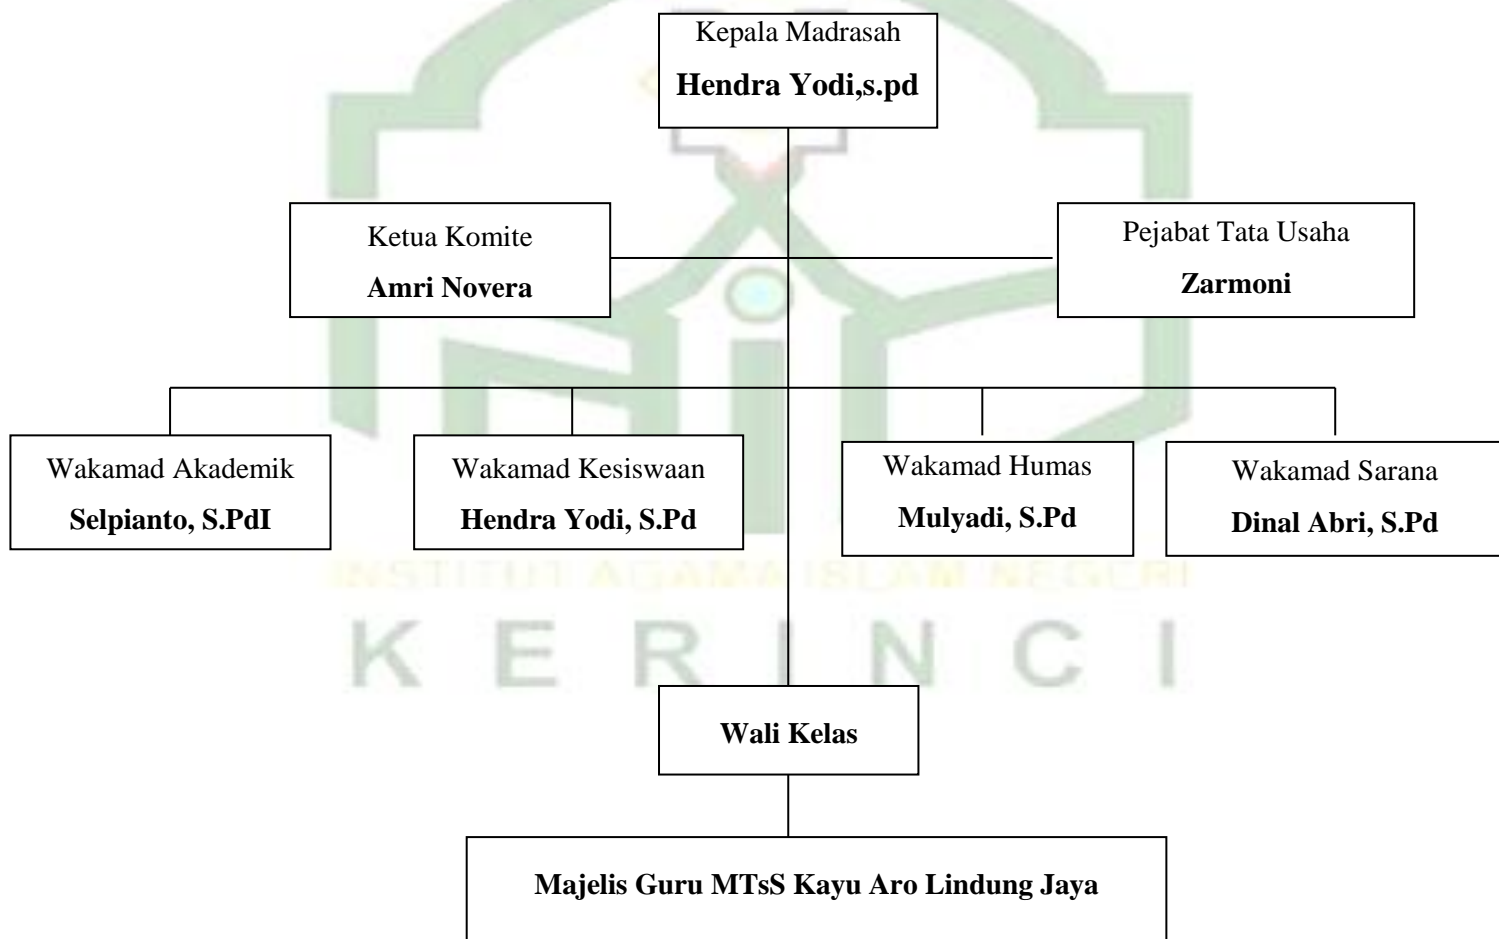 Kepala Madrasah
Hendra Yodi,s.pd
Ketua Komite
Amri Novera
Pejabat Tata Usaha
Zarmoni
Wakamad Akademik
Selpianto, S.PdI
Wakamad Kesiswaan
Hendra Yodi, S.Pd
Wakamad Humas
Mulyadi, S.Pd
Wakamad Sarana
Dinal Abri, S.Pd
INSTITUT AGAMA ISLAM NEGERI
KERINCI
Wali Kelas
Majelis Guru MTsS Kayu Aro Lindung Jaya